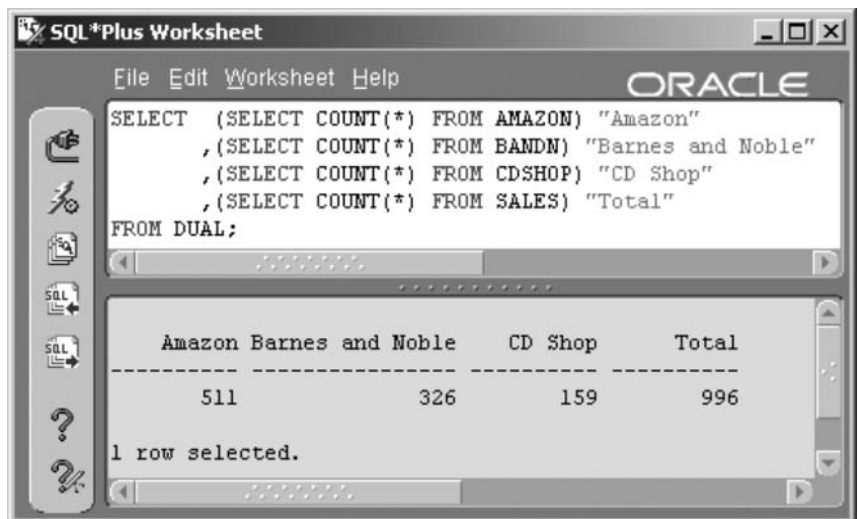 SQL*Plus Worksheet
File Edit Worksheet Help
ORACLE
SELECT (SELECT COUNT(*) FROM AMAZON) "Amazon"
,(SELECT COUNT(*) FROM BANDN) "Barnes and Noble"
,(SELECT COUNT(*) FROM CDSHOP) "CD Shop"
,(SELECT COUNT(*) FROM SALES) "Total"
FROM DUAL;
Amazon Barnes and Noble CD Shop Total
---------- ---------------- ---------- ----------
511 326 159 996
1 row selected.
SQL
SQL